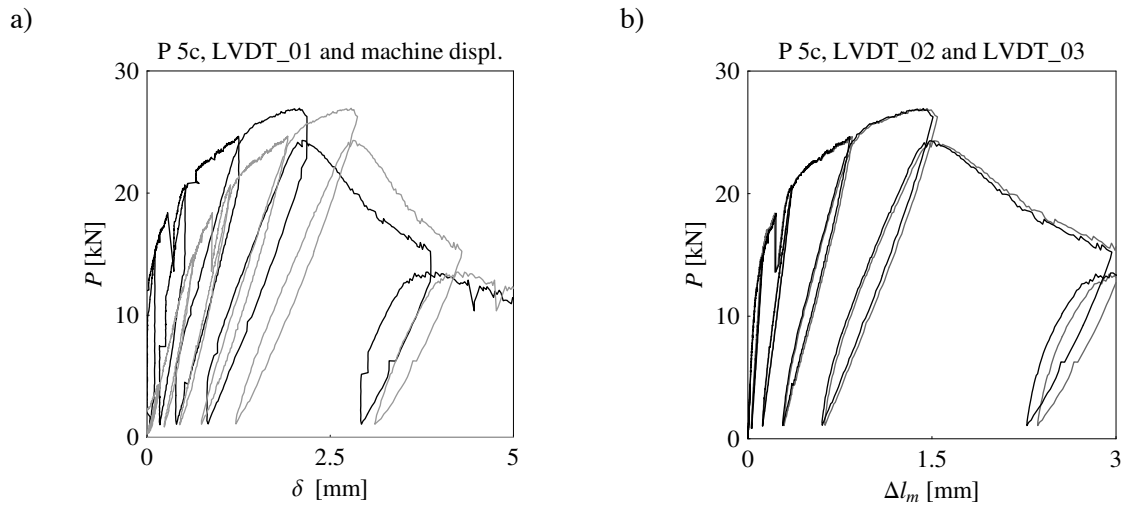 a)
P 5c, LVDT_01 and machine displ.
30
20
10
0
P [kN]
0
2.5
5
δ [mm]
b)
P 5c, LVDT_02 and LVDT_03
30
20
10
0
P [kN]
0
1.5
3
Δl_m [mm]